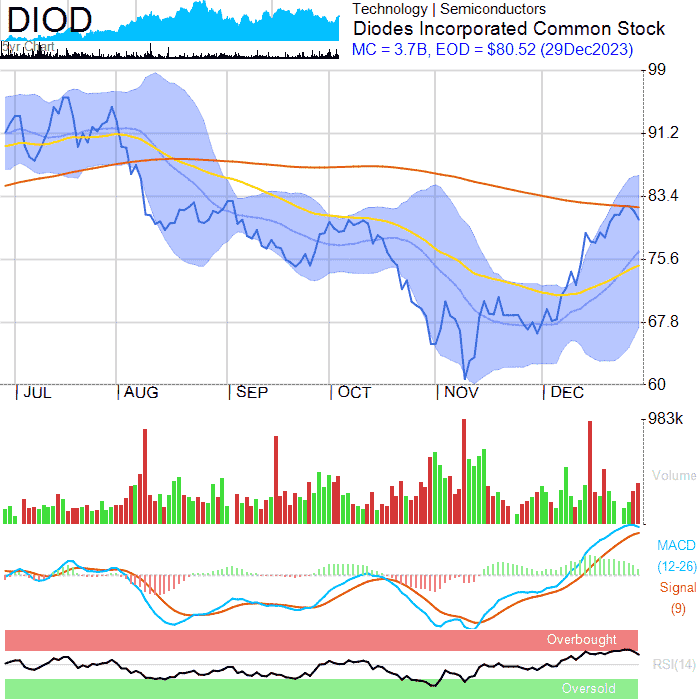 DIOD
5yr Chart
Technology | Semiconductors
Diodes Incorporated Common Stock
MC = 3.7B, EOD = $80.52 (29Dec2023)
99
91.2
83.4
75.6
67.8
60
JUL
AUG
SEP
OCT
NOV
DEC
983k
Volume
MACD
(12-26)
Signal
(9)
Overbought
RSI(14)
Oversold